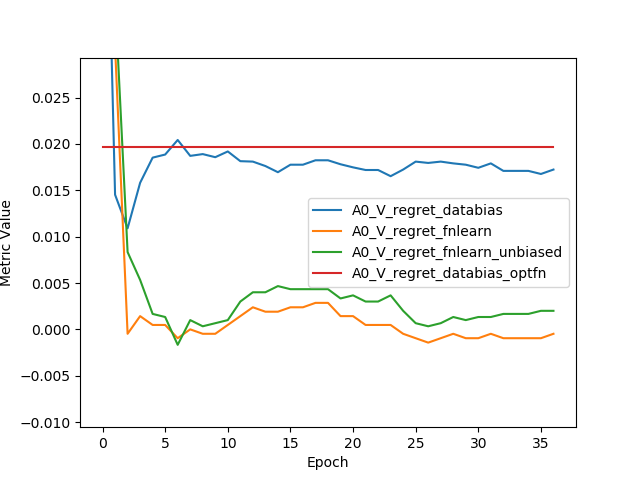 0.025
0.020
0.015
0.010
0.005
0.000
−0.005
−0.010
Metric Value
A0_V_regret_databias
A0_V_regret_fnlearn
A0_V_regret_fnlearn_unbiased
A0_V_regret_databias_optfn
0 5 10 15 20 25 30 35
Epoch